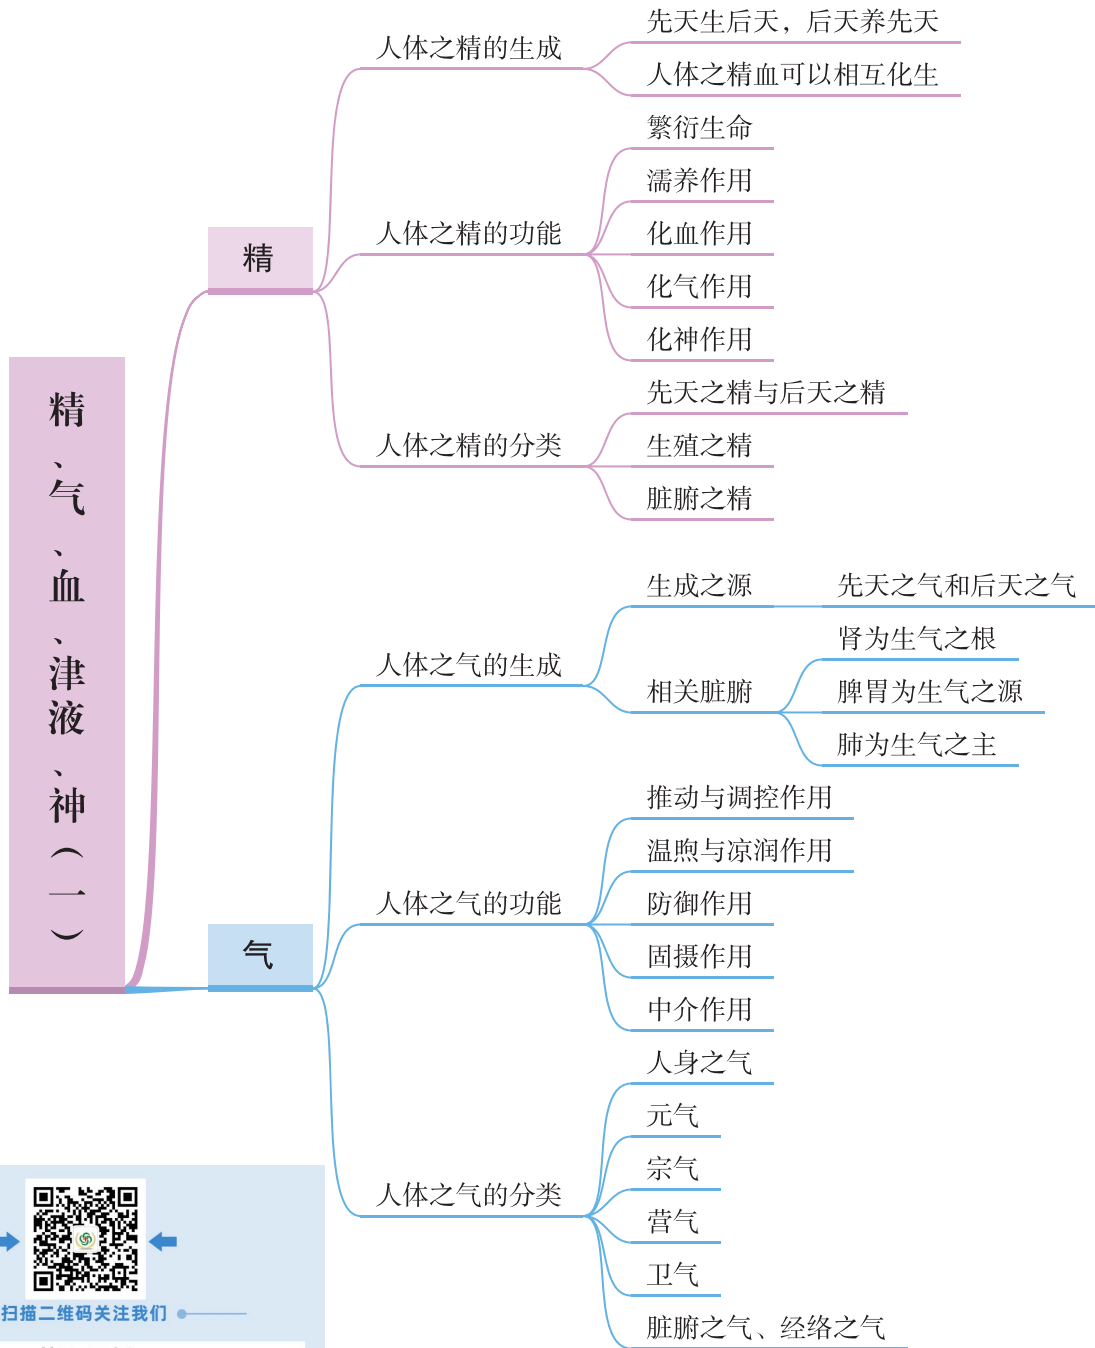 精、气、血、津液、神（一）
精
人体之精的生成
先天生后天，后天养先天
人体之精血可以相互化生
人体之精的功能
繁衍生命
濡养作用
化血作用
化气作用
化神作用
人体之精的分类
先天之精与后天之精
生殖之精
脏腑之精
气
人体之气的生成
生成之源
先天之气和后天之气
相关脏腑
肾为生气之根
脾胃为生气之源
肺为生气之主
人体之气的功能
推动与调控作用
温煦与凉润作用
防御作用
固摄作用
中介作用
人体之气的分类
人身之气
元气
宗气
营气
卫气
脏腑之气、经络之气
扫描二维码关注我们